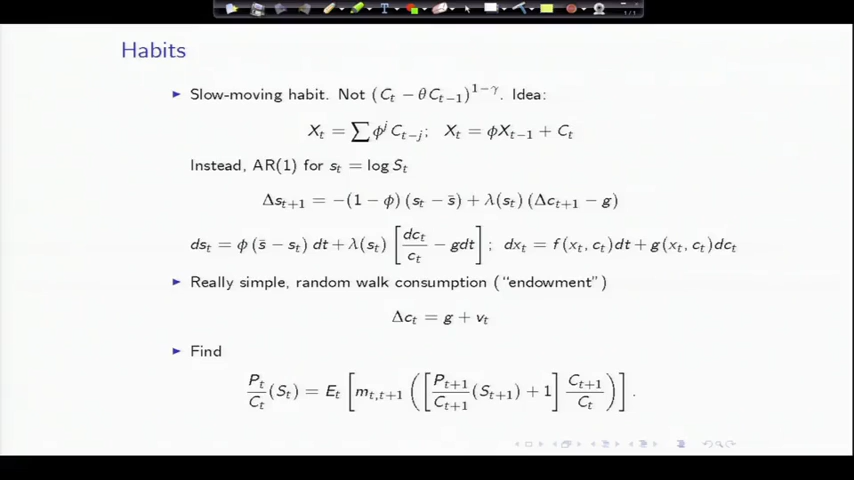 Habits
▶ Slow-moving habit. Not (C_t − θC_{t−1})^{1−γ}. Idea:
X_t = ∑ φ^j C_{t−j};  X_t = φX_{t−1} + C_t
Instead, AR(1) for s_t = log S_t
Δs_{t+1} = −(1 − φ)(s_t − s̄) + λ(s_t)(Δc_{t+1} − g)
ds_t = φ(s̄ − s_t)dt + λ(s_t)[dc_t/c_t − gdt];  dx_t = f(x_t, c_t)dt + g(x_t, c_t)dc_t
▶ Really simple, random walk consumption (“endowment”)
Δc_t = g + v_t
▶ Find
P_t/C_t (S_t) = E_t [m_{t,t+1} ([P_{t+1}/C_{t+1} (S_{t+1}) + 1] C_{t+1}/C_t)].